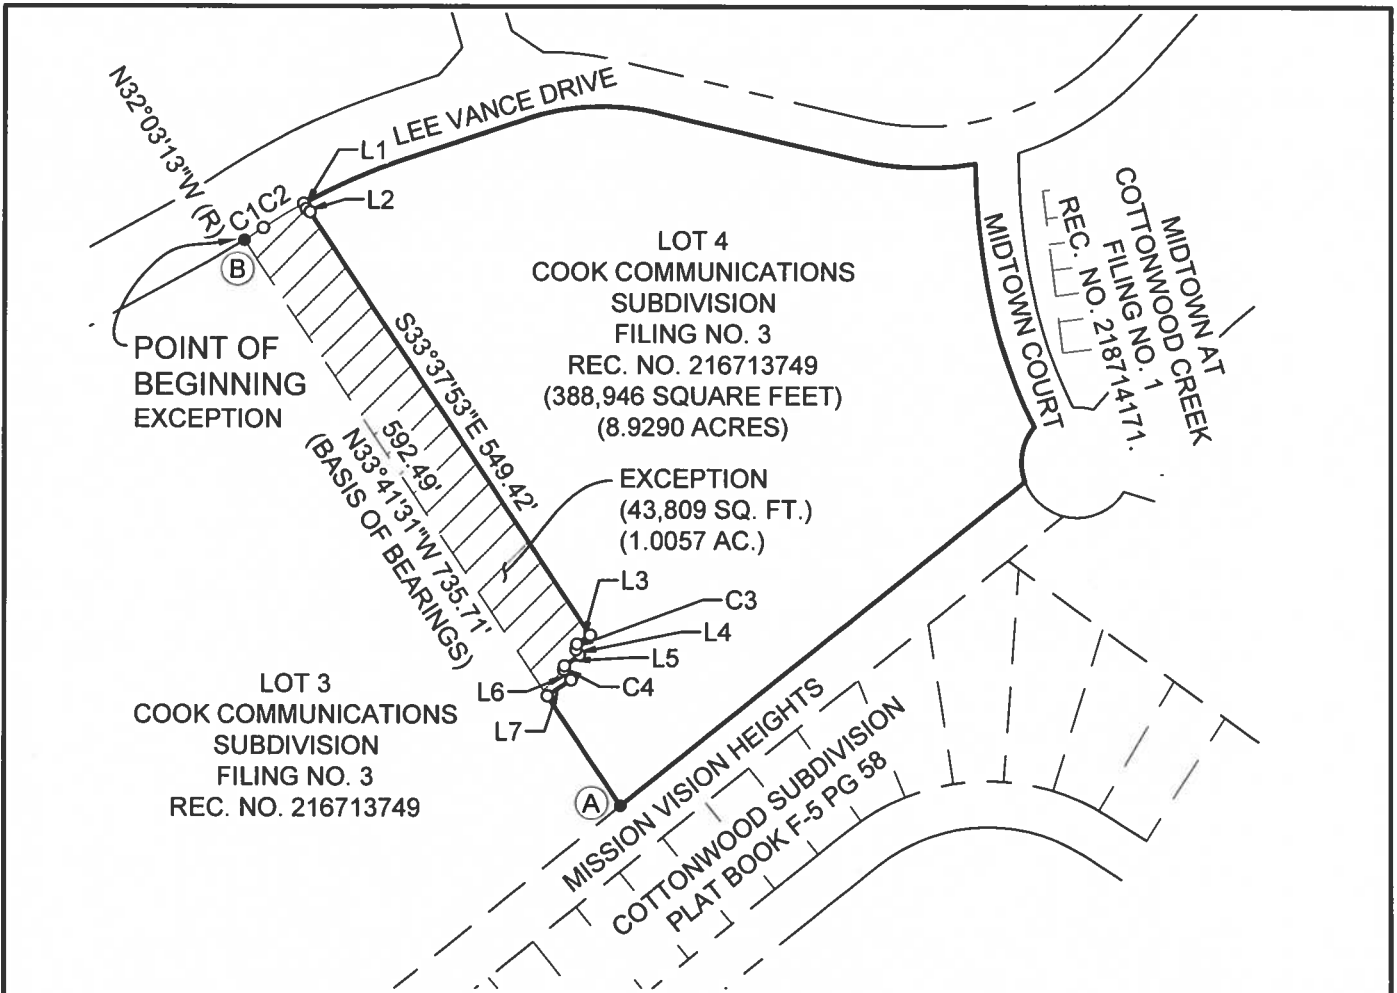 N32°03'13"W (R)
LEE VANCE DRIVE
L1
C1
C2
L2
B
POINT OF
BEGINNING
EXCEPTION
LOT 4
COOK COMMUNICATIONS
SUBDIVISION
FILING NO. 3
REC. NO. 216713749
(388,946 SQUARE FEET)
(8.9290 ACRES)
MIDTOWN COURT
MIDTOWN AT
COTTONWOOD CREEK
FILING NO. 1
REC. NO. 218714171.
S33°37'53"E 549.42'
592.49'
N33°41'31"W 735.71'
(BASIS OF BEARINGS)
EXCEPTION
(43,809 SQ. FT.)
(1.0057 AC.)
L3
C3
L4
L5
L6
C4
L7
LOT 3
COOK COMMUNICATIONS
SUBDIVISION
FILING NO. 3
REC. NO. 216713749
A
MISSION VISION HEIGHTS
COTTONWOOD SUBDIVISION
PLAT BOOK F-5 PG 58